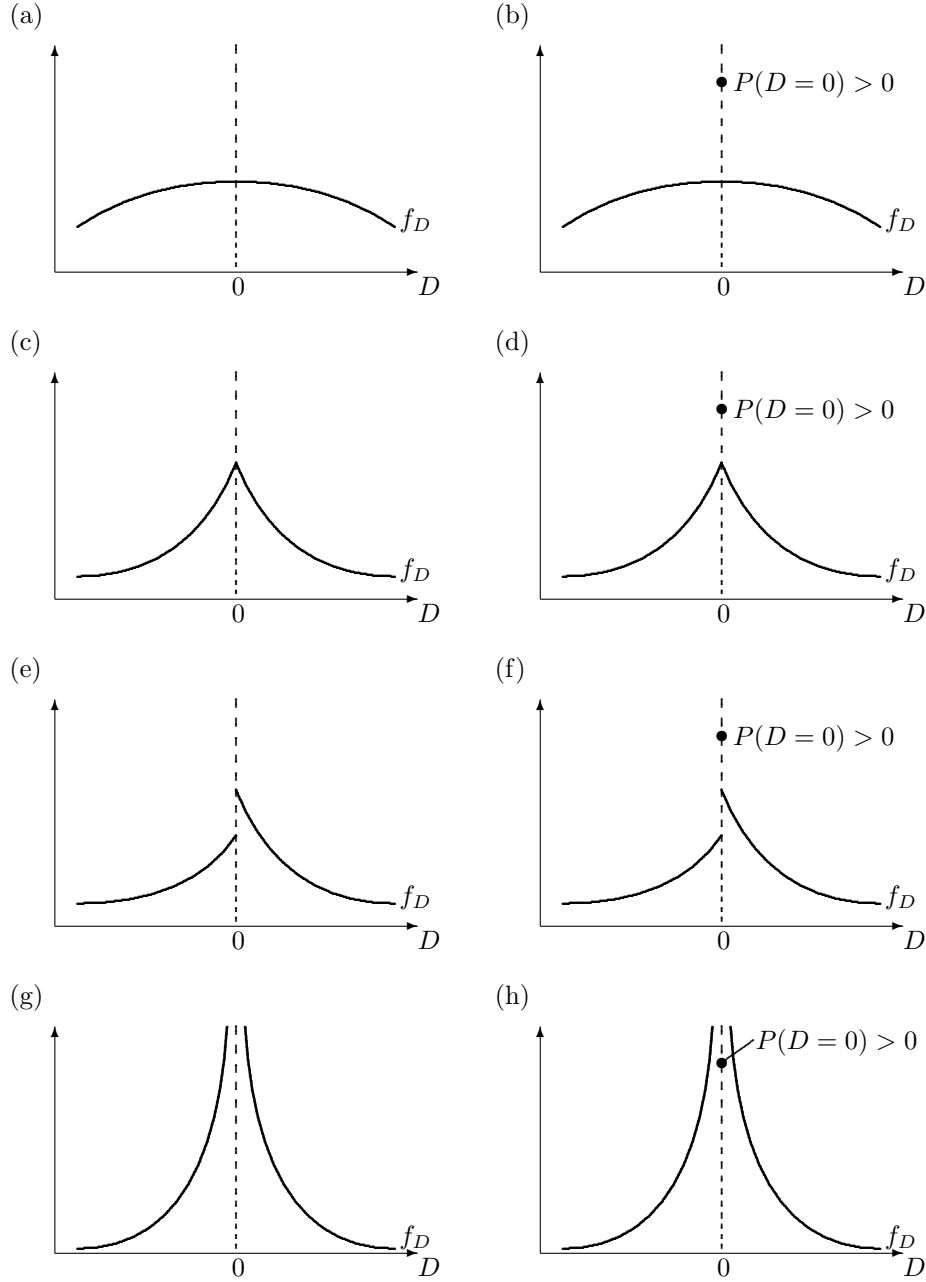 (a)
f_D
0
D
(b)
P(D = 0) > 0
f_D
0
D
(c)
f_D
0
D
(d)
P(D = 0) > 0
f_D
0
D
(e)
f_D
0
D
(f)
P(D = 0) > 0
f_D
0
D
(g)
f_D
0
D
(h)
P(D = 0) > 0
f_D
0
D